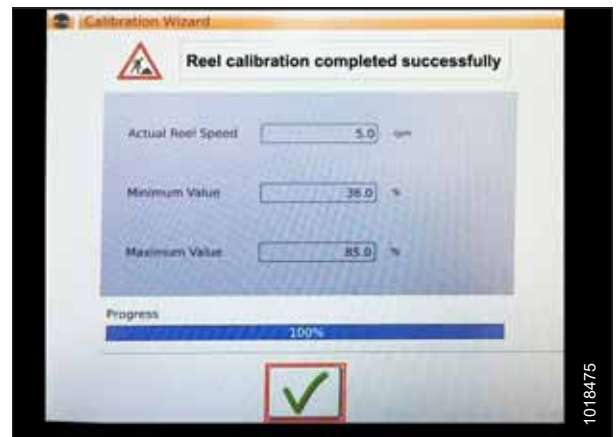 Calibration Wizard
Reel calibration completed successfully
Actual Reel Speed 5.0 rpm
Minimum Value 36.0 %
Maximum Value 85.0 %
Progress
100%
1018475